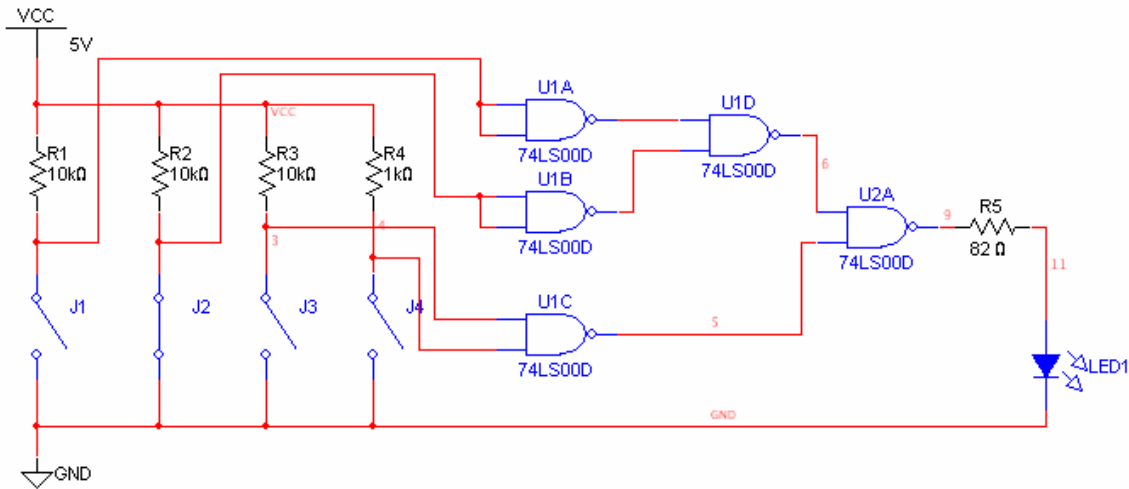 VCC
5V
U1A
U1D
VCC
R1
10kΩ
R2
10kΩ
R3
10kΩ
R4
1kΩ
74LS00D
74LS00D
6
U1B
U2A
9
R5
82 Ω
3
4
74LS00D
74LS00D
11
J1
J2
J3
J4
U1C
5
74LS00D
LED1
GND
GND